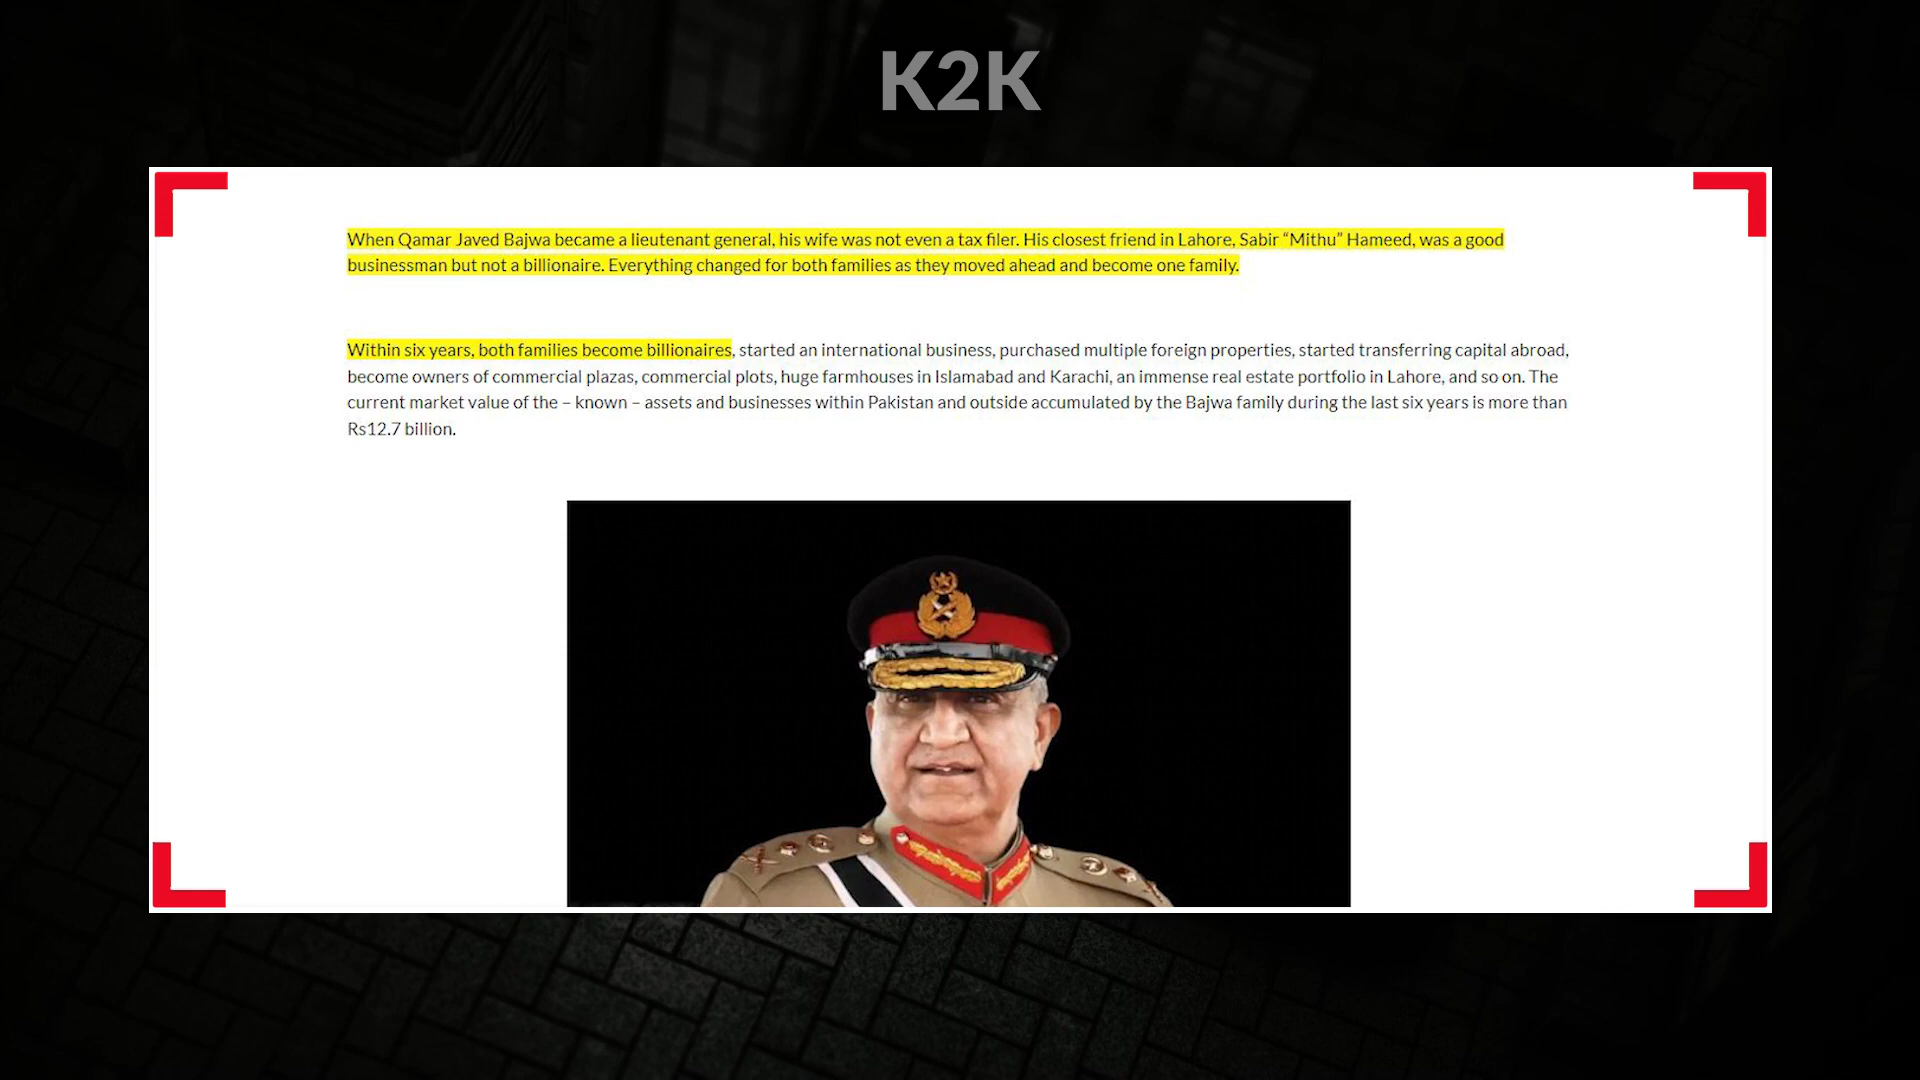 K2K
When Qamar Javed Bajwa became a lieutenant general, his wife was not even a tax filer. His closest friend in Lahore, Sabir “Mithu” Hameed, was a good
businessman but not a billionaire. Everything changed for both families as they moved ahead and become one family.
Within six years, both families become billionaires, started an international business, purchased multiple foreign properties, started transferring capital abroad,
become owners of commercial plazas, commercial plots, huge farmhouses in Islamabad and Karachi, an immense real estate portfolio in Lahore, and so on. The
current market value of the – known – assets and businesses within Pakistan and outside accumulated by the Bajwa family during the last six years is more than
Rs12.7 billion.